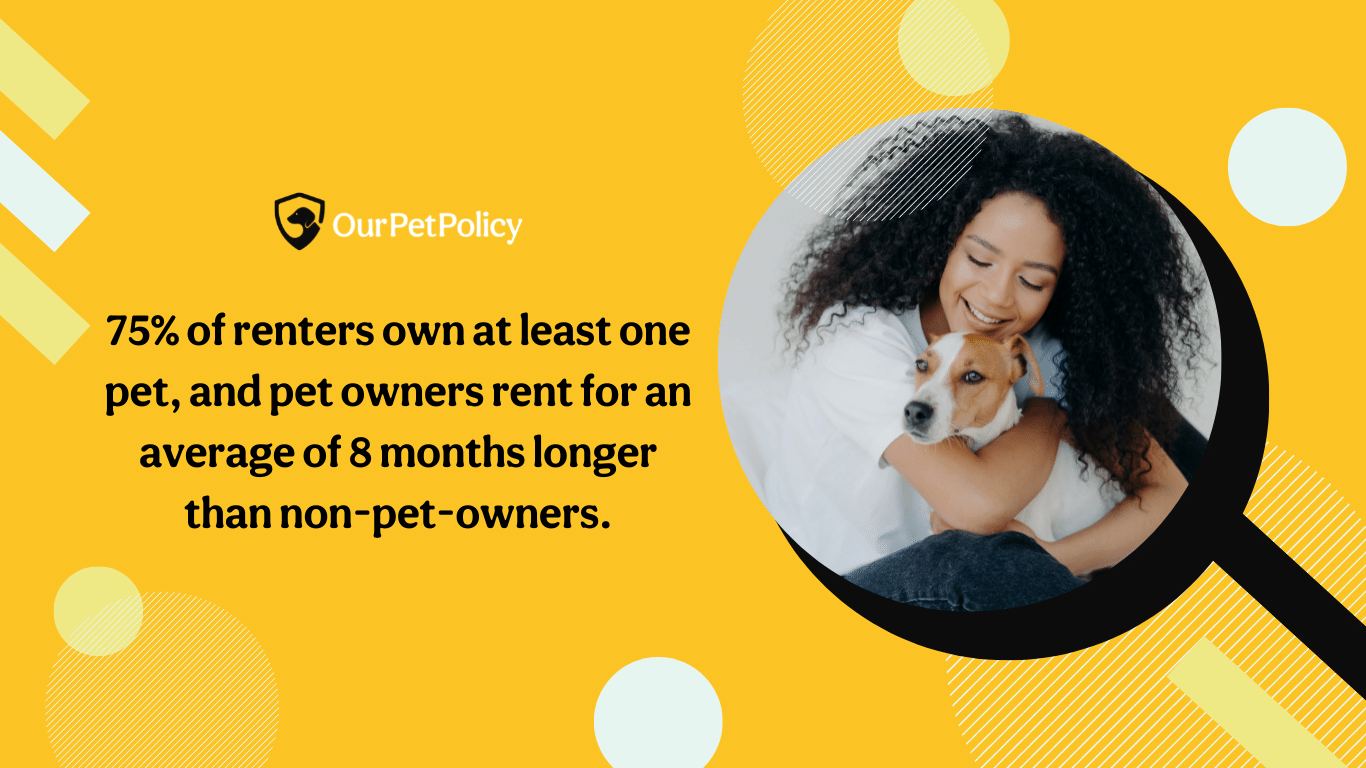 OurPetPolicy
75% of renters own at least one
pet, and pet owners rent for an
average of 8 months longer
than non-pet-owners.